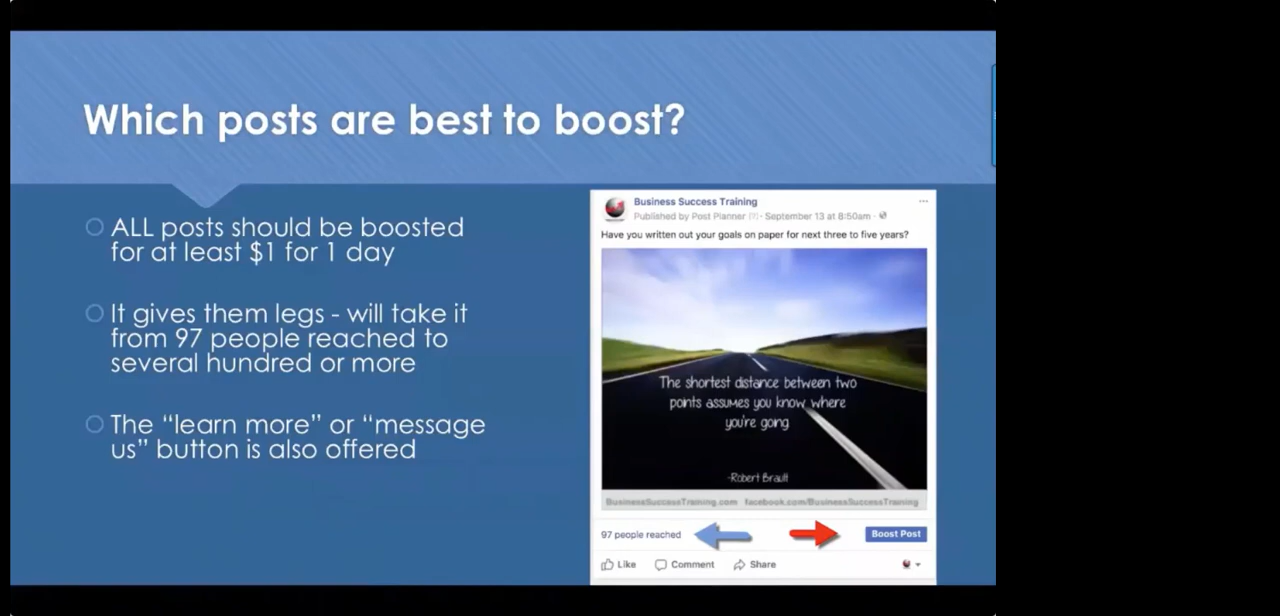 Which posts are best to boost?
ALL posts should be boosted
for at least $1 for 1 day
It gives them legs - will take it
from 97 people reached to
several hundred or more
The “learn more” or “message
us” button is also offered
Business Success Training
Published by Post Planner [?] · September 13 at 8:50am ·
Have you written out your goals on paper for next three to five years?
The shortest distance between two
points assumes you know where
you're going
-Robert Brault
BusinessSuccessTraining.com facebook.com/BusinessSuccessTraining
97 people reached
Boost Post
Like Comment Share